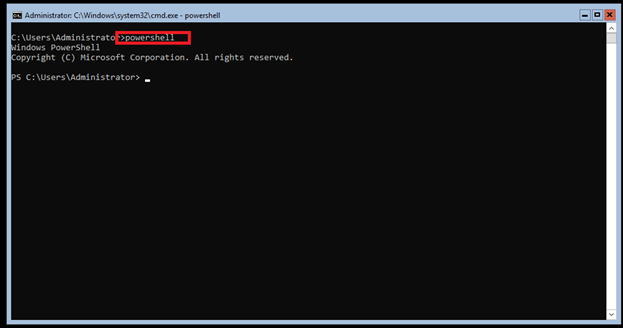 Administrator: C:\Windows\system32\cmd.exe - powershell
C:\Users\Administrator>powershell
Windows PowerShell
Copyright (C) Microsoft Corporation. All rights reserved.
PS C:\Users\Administrator> _